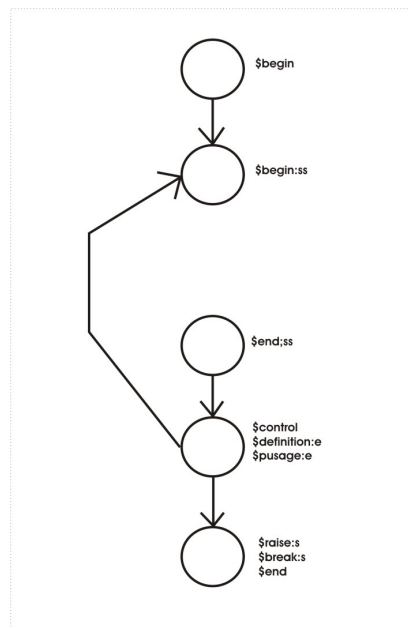 $begin
$begin:ss
$end;ss
$control
$definition:e
$pusage:e
$raise:s
$break:s
$end